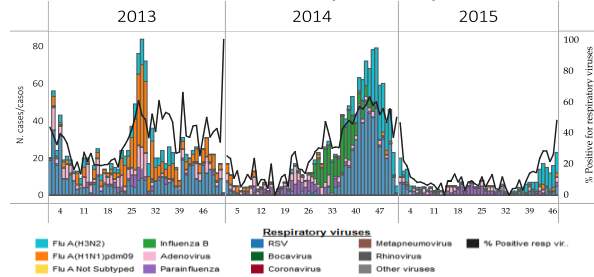 2013 2014 2015
N. cases/casos
80
60
40
20
0
100
80
60
40
20
0
% Positive for respiratory viruses
4 11 18 25 32 39 46 5 12 19 26 33 40 47 4 11 18 25 32 39 46
Respiratory viruses
Flu A(H3N2) Influenza B RSV Metapneumovirus % Positive resp vir..
Flu A(H1N1)pdm09 Adenovirus Bocavirus Rhinovirus
Flu A Not Subtyped Parainfluenza Coronavirus Other viruses